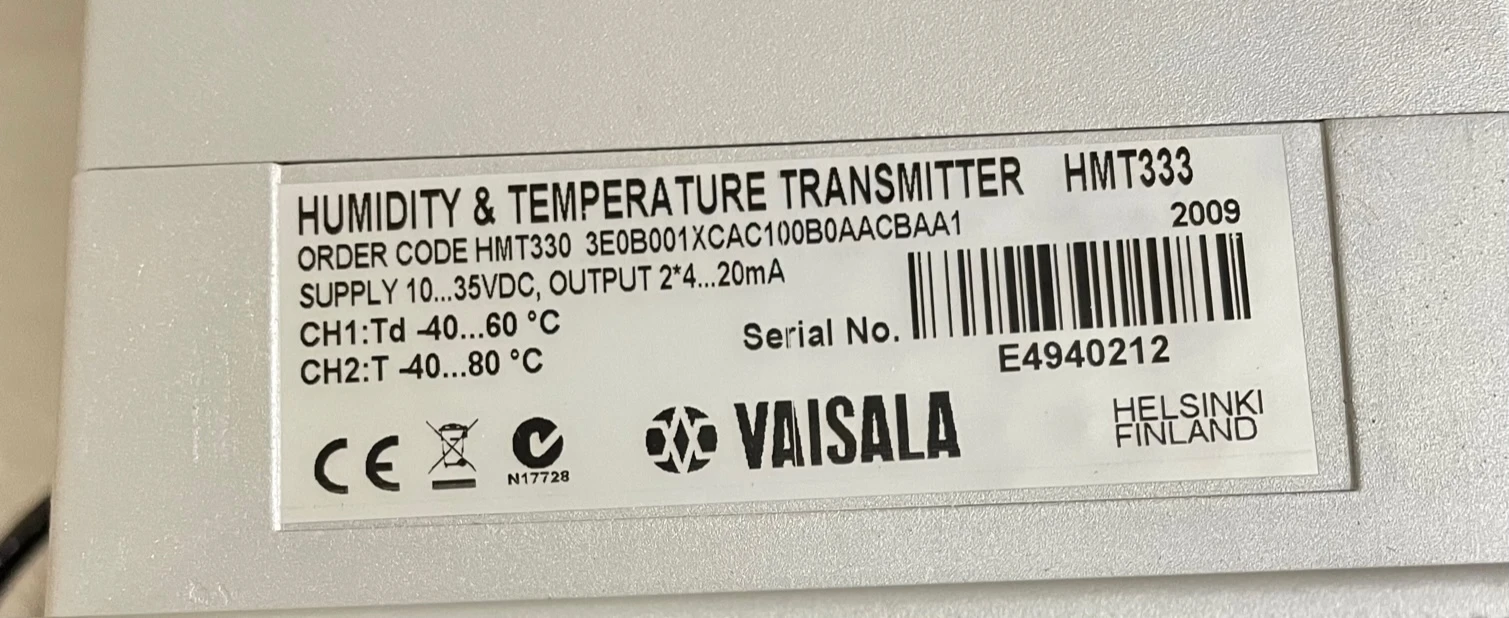 HUMIDITY & TEMPERATURE TRANSMITTER HMT333
2009
ORDER CODE HMT330 3E0B001XCAC100B0AACBAA1
SUPPLY 10...35VDC, OUTPUT 2*4...20mA
CH1:Td -40...60 °C
CH2:T -40...80 °C
Serial No.
E4940212
CE
N17728
VAISALA
HELSINKI
FINLAND